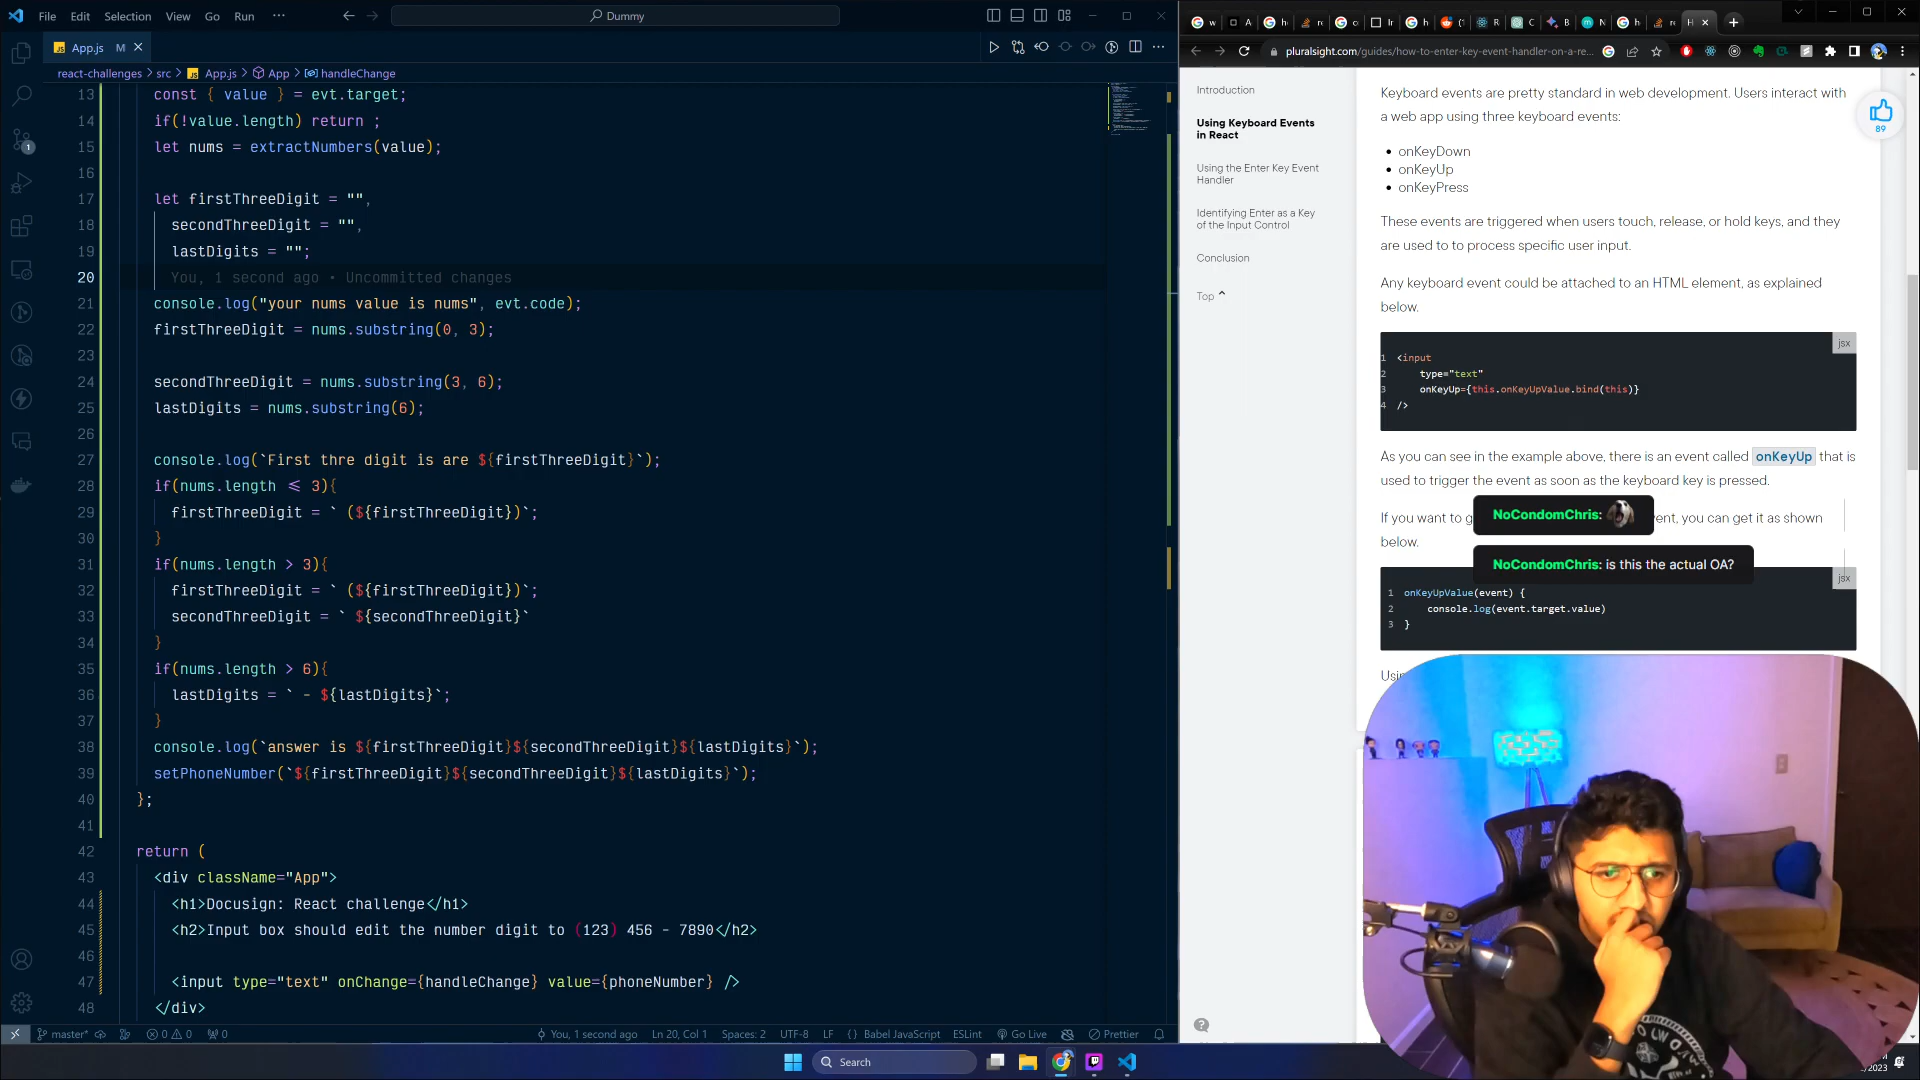 File Edit Selection View Go Run ···
Dummy
App.js M
react-challenges > src > App.js > App > handleChange
13 const { value } = evt.target;
14 if(!value.length) return ;
15 let nums = extractNumbers(value);
16
17 let firstThreeDigit = "",
18 secondThreeDigit = "",
19 lastDigits = "";
20 You, 1 second ago • Uncommitted changes
21 console.log("your nums value is nums", evt.code);
22 firstThreeDigit = nums.substring(0, 3);
23
24 secondThreeDigit = nums.substring(3, 6);
25 lastDigits = nums.substring(6);
26
27 console.log(`First thre digit is are ${firstThreeDigit}`);
28 if(nums.length <= 3){
29 firstThreeDigit = ` (${firstThreeDigit})`;
30 }
31 if(nums.length > 3){
32 firstThreeDigit = ` (${firstThreeDigit})`;
33 secondThreeDigit = ` ${secondThreeDigit}`
34 }
35 if(nums.length > 6){
36 lastDigits = ` - ${lastDigits}`;
37 }
38 console.log(`answer is ${firstThreeDigit}${secondThreeDigit}${lastDigits}`);
39 setPhoneNumber(`${firstThreeDigit}${secondThreeDigit}${lastDigits}`);
40 };
41
42 return (
43 <div className="App">
44 <h1>Docusign: React challenge</h1>
45 <h2>Input box should edit the number digit to (123) 456 - 7890</h2>
46
47 <input type="text" onChange={handleChange} value={phoneNumber} />
48 </div>
1
master* 0 0 0 You, 1 second ago Ln 20, Col 1 Spaces: 2 UTF-8 LF { } Babel JavaScript ESLint Go Live Prettier
pluralsight.com/guides/how-to-enter-key-event-handler-on-a-re...
Introduction
Using Keyboard Events
in React
Using the Enter Key Event
Handler
Identifying Enter as a Key
of the Input Control
Conclusion
Top ^
Keyboard events are pretty standard in web development. Users interact with
a web app using three keyboard events:
• onKeyDown
• onKeyUp
• onKeyPress
These events are triggered when users touch, release, or hold keys, and they
are used to to process specific user input.
Any keyboard event could be attached to an HTML element, as explained
below.
jsx
1 <input
2 type="text"
3 onKeyUp={this.onKeyUpValue.bind(this)}
4 />
As you can see in the example above, there is an event called onKeyUp that is
used to trigger the event as soon as the keyboard key is pressed.
If you want to g
NoCondomChris:
ent, you can get it as shown
below.
NoCondomChris: is this the actual OA?
jsx
1 onKeyUpValue(event) {
2 console.log(event.target.value)
3 }
Usin
89
Search
/2023